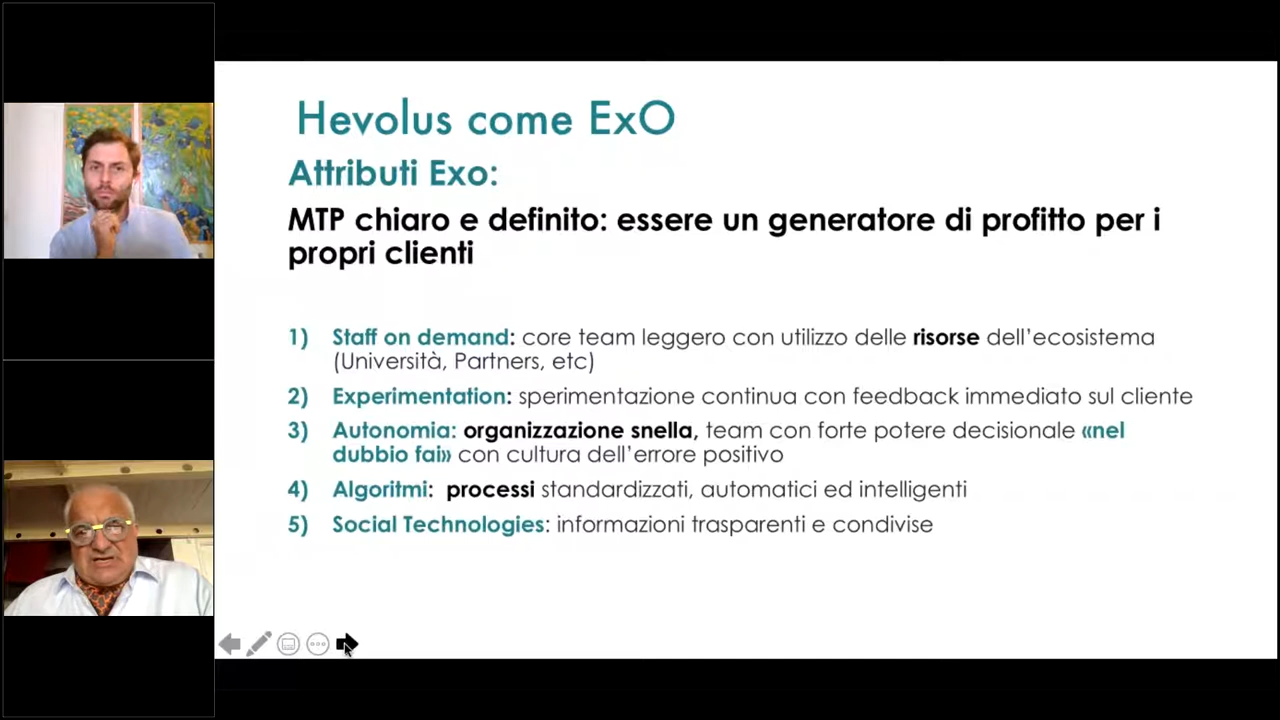 Hevolus come ExO
Attributi Exo:
MTP chiaro e definito: essere un generatore di profitto per i
propri clienti
1) Staff on demand: core team leggero con utilizzo delle risorse dell’ecosistema
(Università, Partners, etc)
2) Experimentation: sperimentazione continua con feedback immediato sul cliente
3) Autonomia: organizzazione snella, team con forte potere decisionale «nel
dubbio fai» con cultura dell’errore positivo
4) Algoritmi: processi standardizzati, automatici ed intelligenti
5) Social Technologies: informazioni trasparenti e condivise